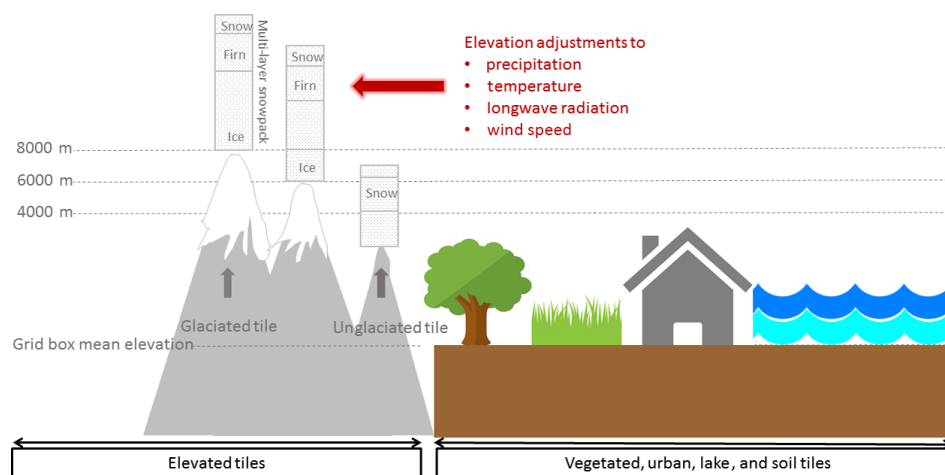 Snow
Firn
Ice
Multi-layer snowpack
Snow
Firn
Ice
Snow
Elevation adjustments to
• precipitation
• temperature
• longwave radiation
• wind speed
8000 m
6000 m
4000 m
Glaciated tile
Unglaciated tile
Grid box mean elevation
Elevated tiles
Vegetated, urban, lake, and soil tiles